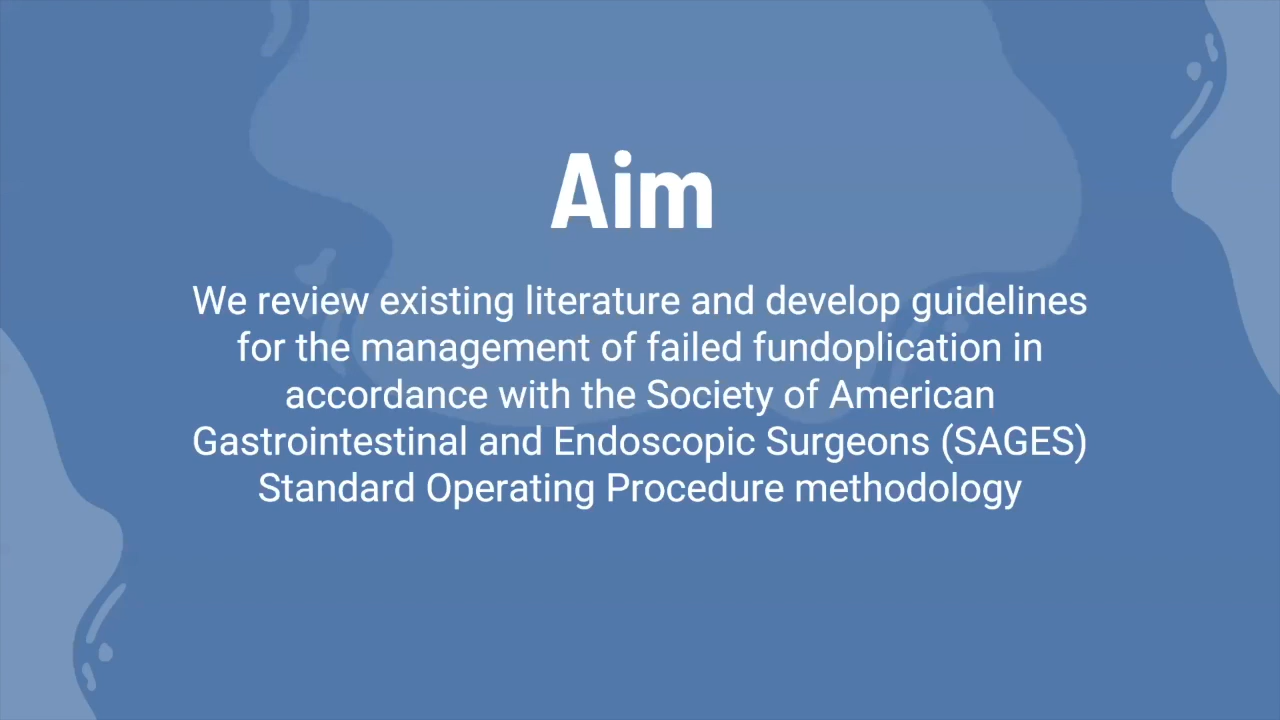 Aim
We review existing literature and develop guidelines
for the management of failed fundoplication in
accordance with the Society of American
Gastrointestinal and Endoscopic Surgeons (SAGES)
Standard Operating Procedure methodology